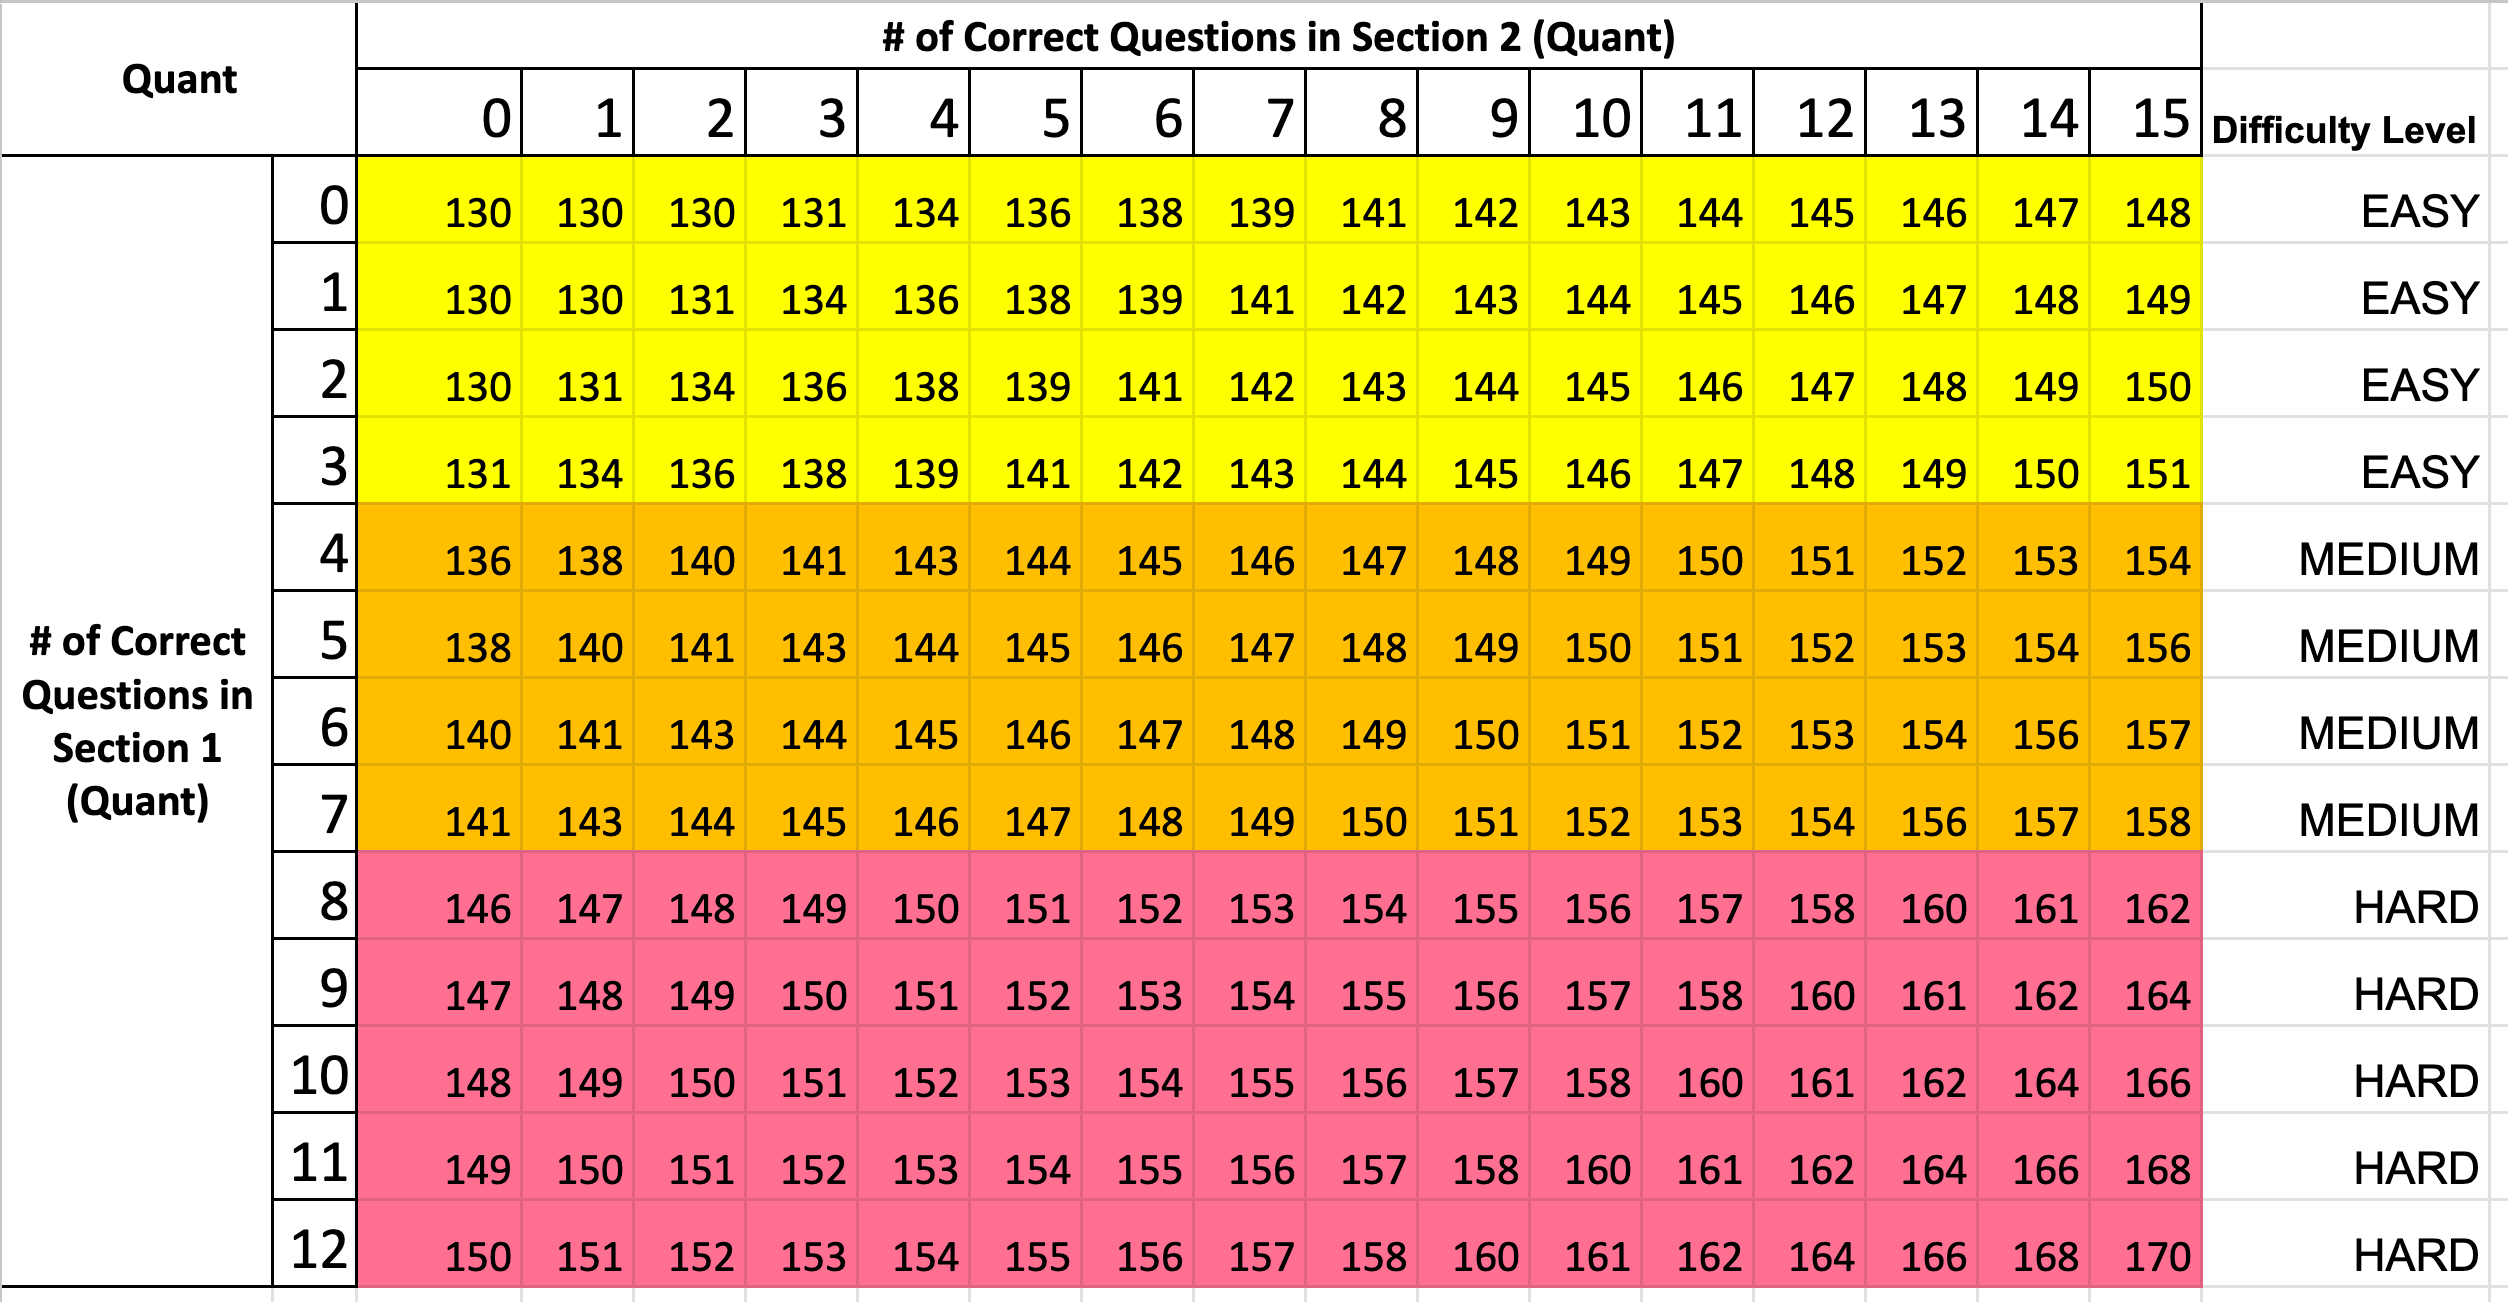 # of Correct Questions in Section 2 (Quant)
Quant
0 1 2 3 4 5 6 7 8 9 10 11 12 13 14 15 Difficulty Level
0 130 130 130 131 134 136 138 139 141 142 143 144 145 146 147 148 EASY
1 130 130 131 134 136 138 139 141 142 143 144 145 146 147 148 149 EASY
2 130 131 134 136 138 139 141 142 143 144 145 146 147 148 149 150 EASY
3 131 134 136 138 139 141 142 143 144 145 146 147 148 149 150 151 EASY
4 136 138 140 141 143 144 145 146 147 148 149 150 151 152 153 154 MEDIUM
# of Correct
Questions in
Section 1
(Quant)
5 138 140 141 143 144 145 146 147 148 149 150 151 152 153 154 156 MEDIUM
6 140 141 143 144 145 146 147 148 149 150 151 152 153 154 156 157 MEDIUM
7 141 143 144 145 146 147 148 149 150 151 152 153 154 156 157 158 MEDIUM
8 146 147 148 149 150 151 152 153 154 155 156 157 158 160 161 162 HARD
9 147 148 149 150 151 152 153 154 155 156 157 158 160 161 162 164 HARD
10 148 149 150 151 152 153 154 155 156 157 158 160 161 162 164 166 HARD
11 149 150 151 152 153 154 155 156 157 158 160 161 162 164 166 168 HARD
12 150 151 152 153 154 155 156 157 158 160 161 162 164 166 168 170 HARD